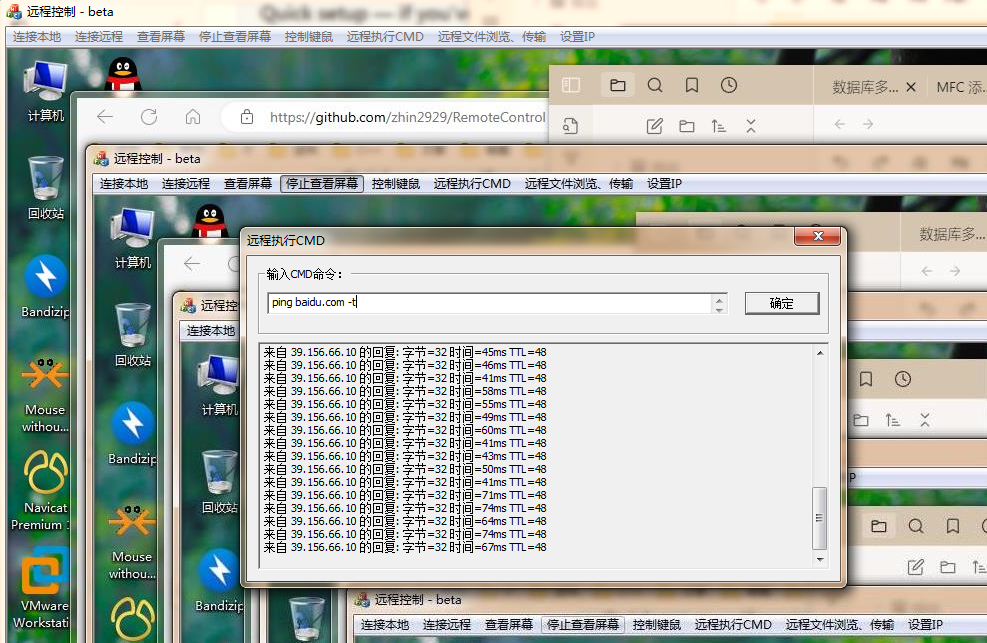 远程控制 - beta
连接本地 连接远程 查看屏幕 停止查看屏幕 控制键鼠 远程执行CMD 远程文件浏览、传输 设置IP
计算机
数据库多... MFC 添
https://github.com/zhin2929/RemoteControl
远程控制 - beta
连接本地 连接远程 查看屏幕 停止查看屏幕 控制键鼠 远程执行CMD 远程文件浏览、传输 设置IP
回收站
计算机
数据库多...
Bandizip
远程控
连接本地
回收站
计算机
Mouse
withou...
Bandizip
回收站
Navicat
Premium
Mouse
withou...
Bandizip
VMware
Workstati
远程执行CMD
输入CMD命令：
ping baidu.com -t
确定
来自 39.156.66.10 的回复: 字节=32 时间=45ms TTL=48
来自 39.156.66.10 的回复: 字节=32 时间=46ms TTL=48
来自 39.156.66.10 的回复: 字节=32 时间=41ms TTL=48
来自 39.156.66.10 的回复: 字节=32 时间=58ms TTL=48
来自 39.156.66.10 的回复: 字节=32 时间=55ms TTL=48
来自 39.156.66.10 的回复: 字节=32 时间=49ms TTL=48
来自 39.156.66.10 的回复: 字节=32 时间=60ms TTL=48
来自 39.156.66.10 的回复: 字节=32 时间=41ms TTL=48
来自 39.156.66.10 的回复: 字节=32 时间=43ms TTL=48
来自 39.156.66.10 的回复: 字节=32 时间=50ms TTL=48
来自 39.156.66.10 的回复: 字节=32 时间=41ms TTL=48
来自 39.156.66.10 的回复: 字节=32 时间=71ms TTL=48
来自 39.156.66.10 的回复: 字节=32 时间=74ms TTL=48
来自 39.156.66.10 的回复: 字节=32 时间=64ms TTL=48
来自 39.156.66.10 的回复: 字节=32 时间=74ms TTL=48
来自 39.156.66.10 的回复: 字节=32 时间=67ms TTL=48
远程控制 - beta
连接本地 连接远程 查看屏幕 停止查看屏幕 控制键鼠 远程执行CMD 远程文件浏览、传输 设置IP